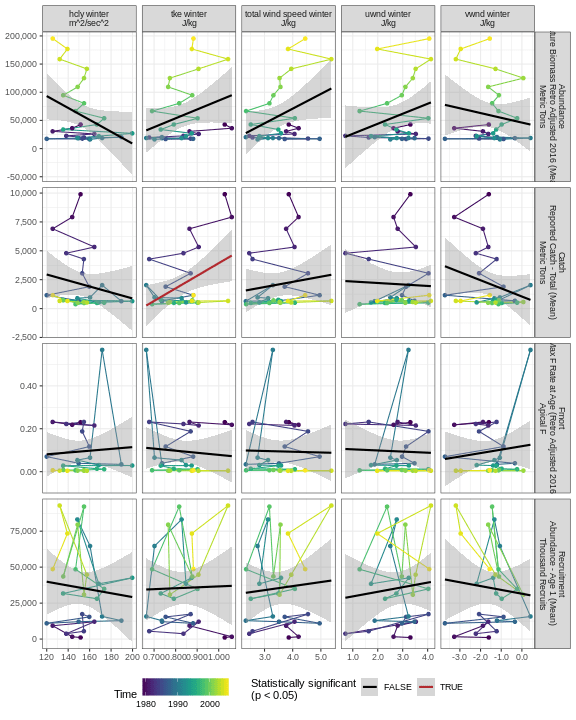 hcly winter
m^2/sec^2
tke winter
J/kg
total wind speed winter
J/kg
uwnd winter
J/kg
vwnd winter
J/kg
200,000
150,000
100,000
50,000
0
-50,000
Abundance
Biomass Retro Adjusted 2016
Metric Tons
10,000
7,500
5,000
2,500
0
-2,500
Catch
Reported Catch - Total (Mean)
Metric Tons
0.40
0.20
0.00
Fmort
F Rate at Age (Retro Adjusted 2016
Apical F
75,000
50,000
25,000
0
Recruitment
Abundance - Age 1 (Mean)
Thousand Recruits
120 140 160 180 200
0.700 0.800 0.900 1.000
3.0 4.0 5.0
1.0 2.0 3.0 4.0
-3.0 -2.0 -1.0 0.0
Time
1980 1990 2000
Statistically significant
(p < 0.05)
FALSE
TRUE